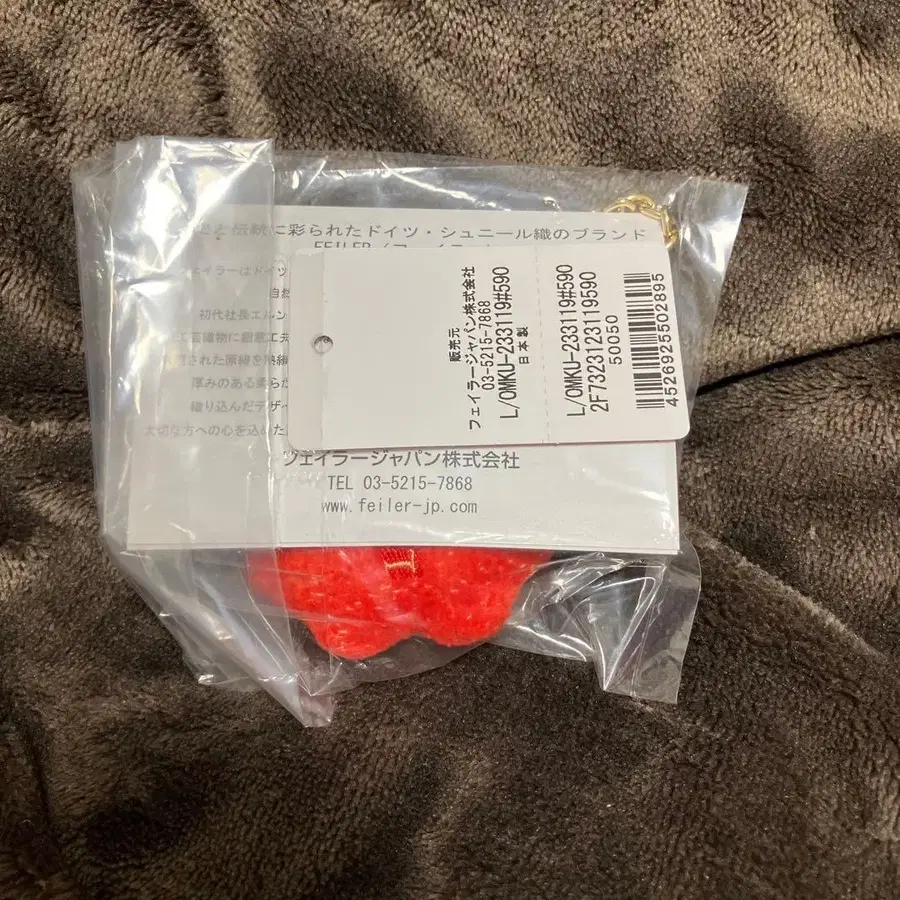 と伝統に彩られたドイツ・シュニール織のブランド
FEILER
ェイラーはドイツ
自然
初代社長エルン
工芸織物に創意工夫
された原綿を熟練
厚みのある柔らか
織り込んだデザイ
大切な方への心を込めた
フェイラージャパン株式会社
TEL 03-5215-7868
www.feiler-jp.com
販売元
フェイラージャパン株式会社
03-5215-7868
L/OMKU-233119#590
日本製
L/OMKU-233119#590
2F7323123119590
50050
4526925502895